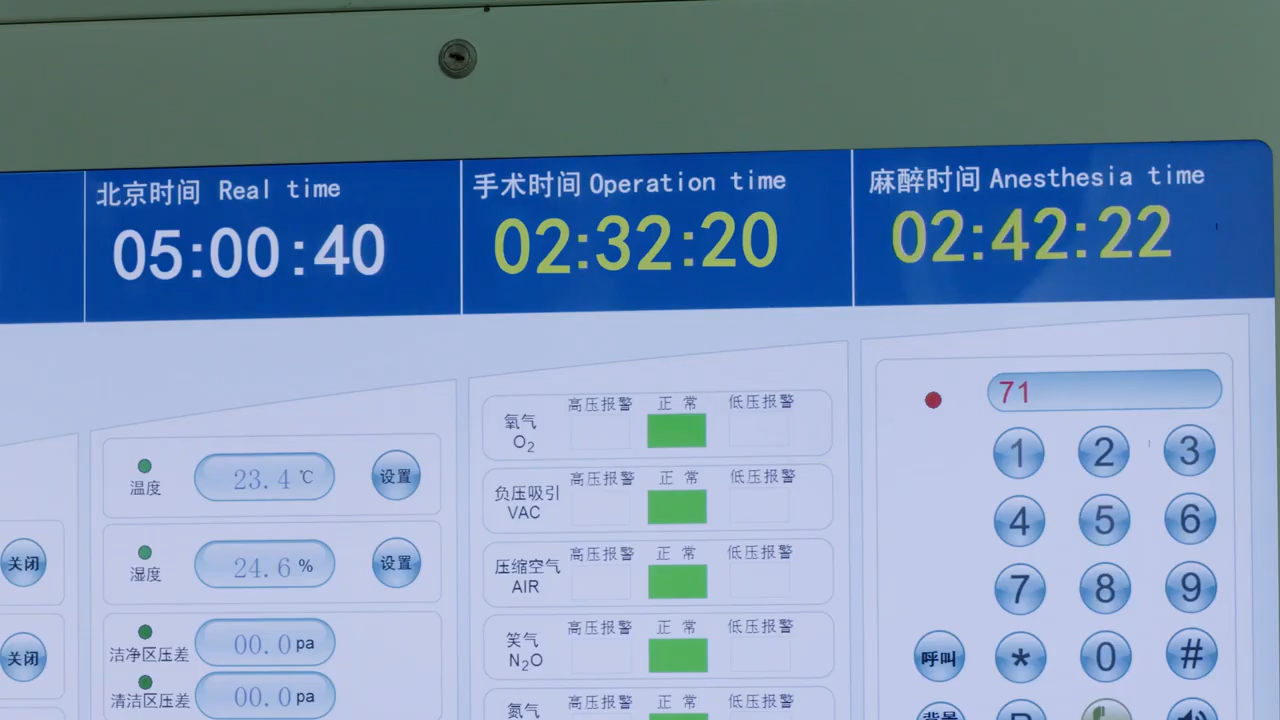 北京时间 Real time
05:00:40
手术时间 Operation time
02:32:20
麻醉时间 Anesthesia time
02:42:22
关闭
关闭
温度
23.4 ℃
设置
湿度
24.6 %
设置
洁净区压差
00.0 pa
清洁区压差
00.0 pa
氧气
O2
高压报警 正常 低压报警
负压吸引
VAC
高压报警 正常 低压报警
压缩空气
AIR
高压报警 正常 低压报警
笑气
N2O
高压报警 正常 低压报警
氮气
高压报警 正常 低压报警
71
1 2 3
4 5 6
7 8 9
呼叫 * 0 #
背景 R